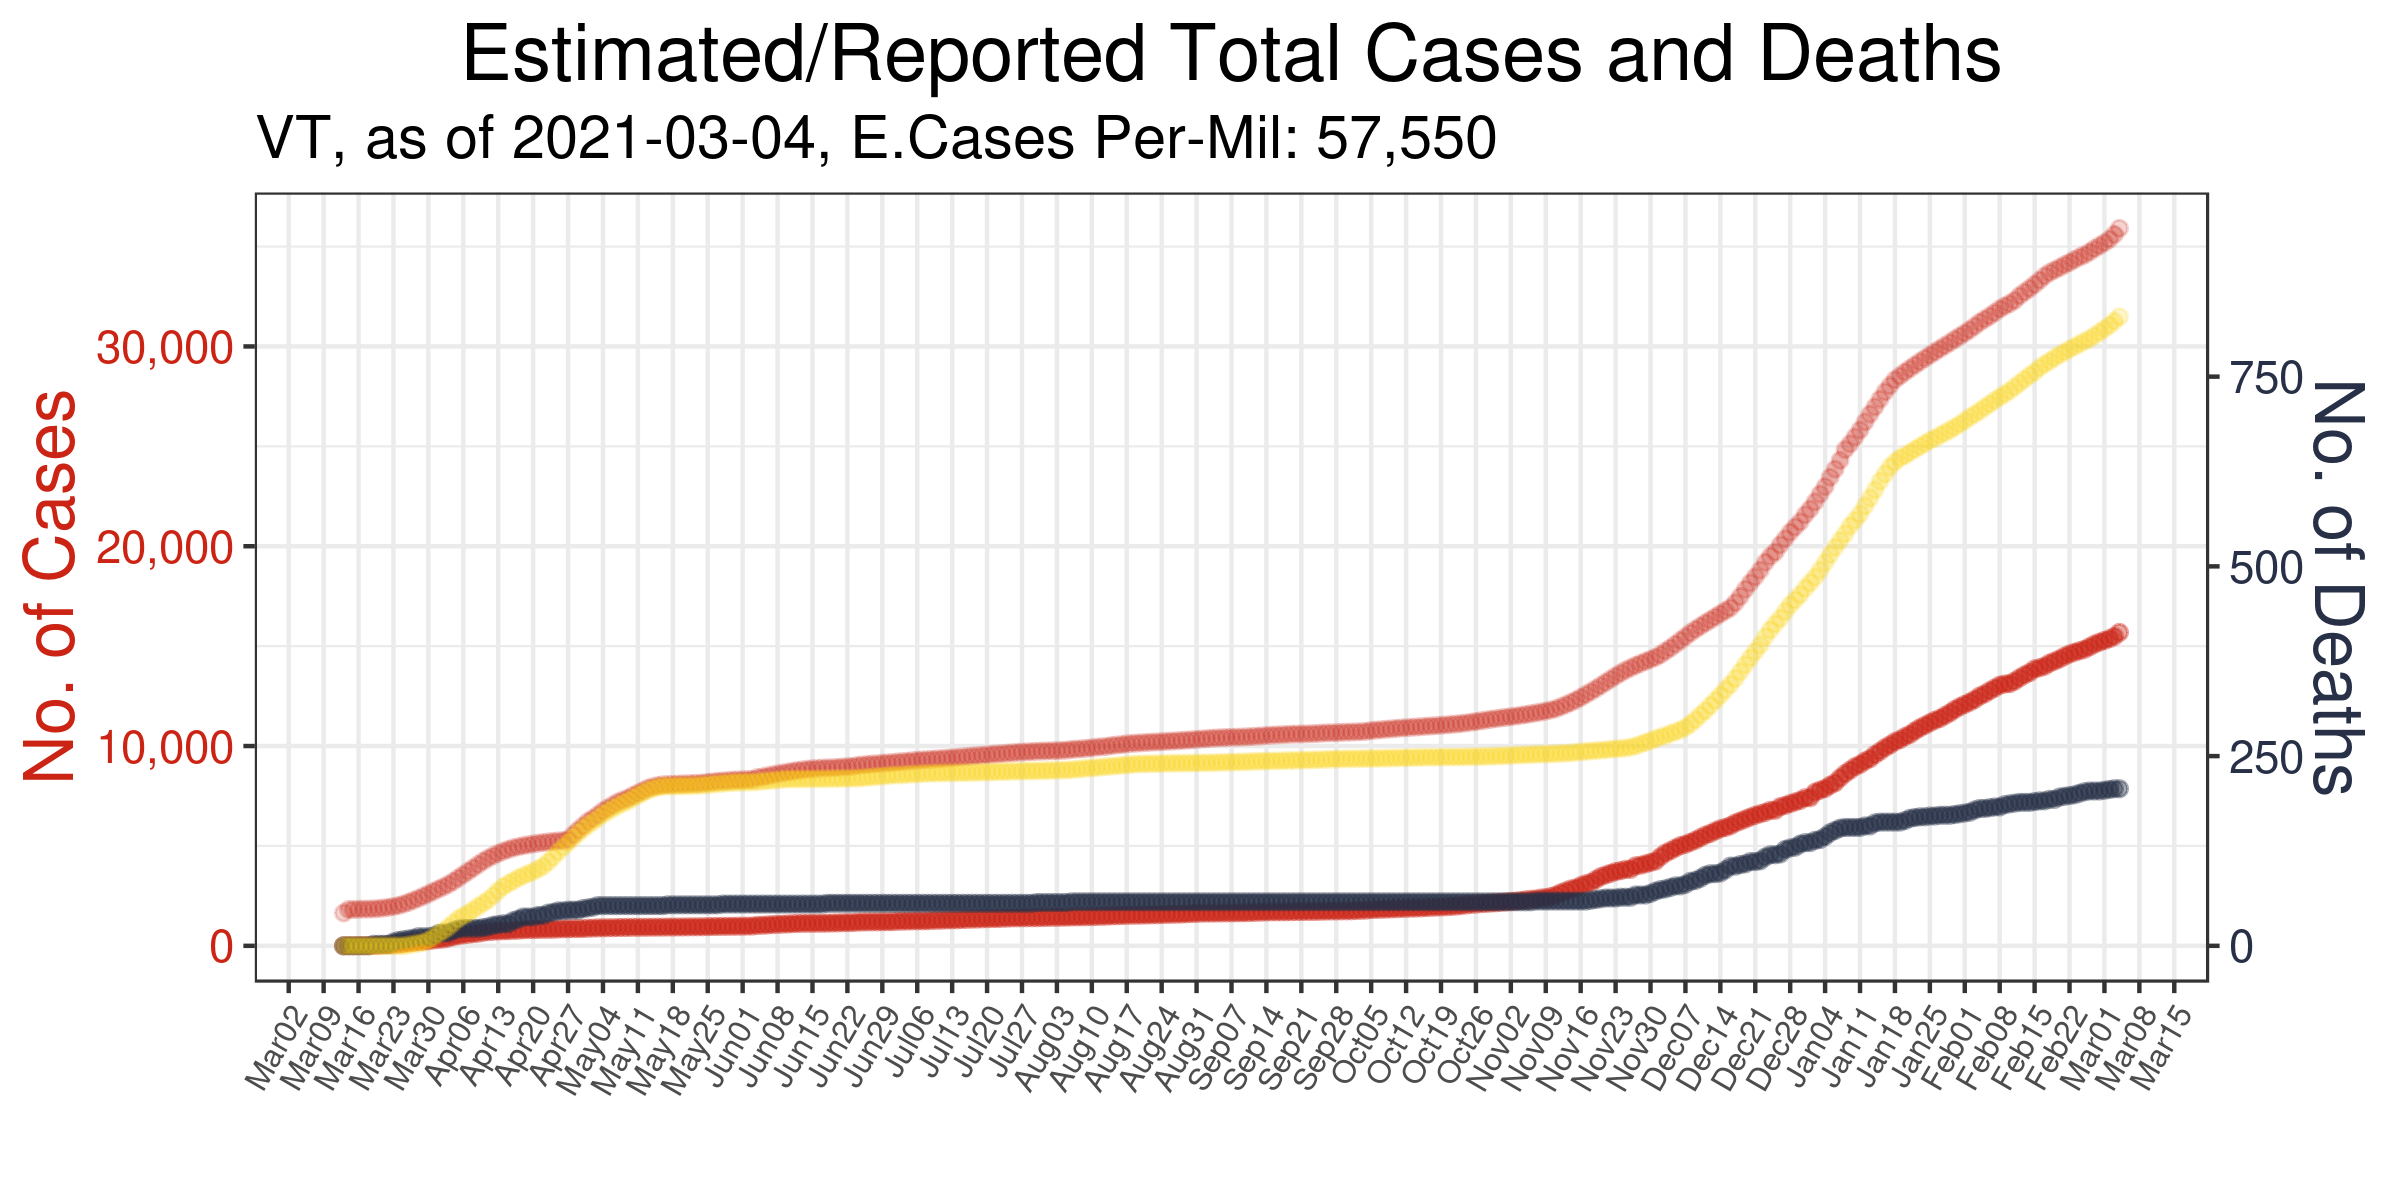 Estimated/Reported Total Cases and Deaths
VT, as of 2021-03-04, E.Cases Per-Mil: 57,550
No. of Cases
30,000
20,000
10,000
0
750
500
250
0
No. of Deaths
Mar02
Mar09
Mar16
Mar23
Mar30
Apr06
Apr13
Apr20
Apr27
May04
May11
May18
May25
Jun01
Jun08
Jun15
Jun22
Jun29
Jul06
Jul13
Jul20
Jul27
Aug03
Aug10
Aug17
Aug24
Aug31
Sep07
Sep14
Sep21
Sep28
Oct05
Oct12
Oct19
Oct26
Nov02
Nov09
Nov16
Nov23
Nov30
Dec07
Dec14
Dec21
Dec28
Jan04
Jan11
Jan18
Jan25
Feb01
Feb08
Feb15
Feb22
Mar01
Mar08
Mar15